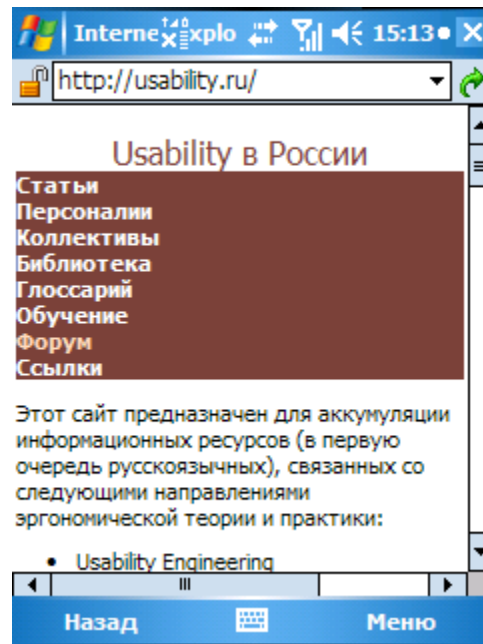 Interne xplo 15:13
http://usability.ru/
Usability в России
Статьи
Персоналии
Коллективы
Библиотека
Глоссарий
Обучение
Форум
Ссылки
Этот сайт предназначен для аккумуляции
информационных ресурсов (в первую
очередь русскоязычных), связанных со
следующими направлениями
эргономической теории и практики:
• Usability Engineering
Назад Меню